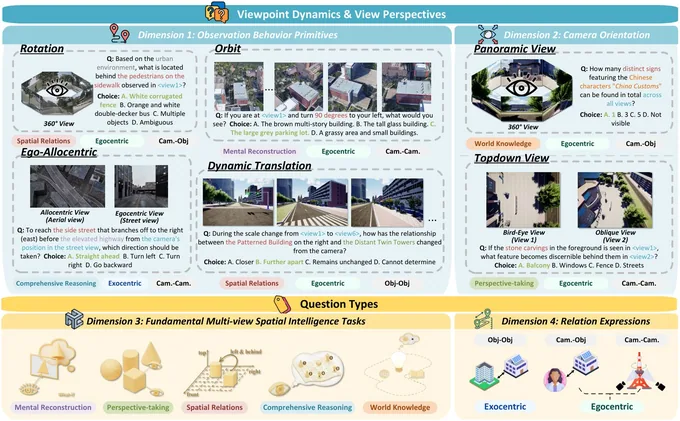 Viewpoint Dynamics & View Perspectives
Dimension 1: Observation Behavior Primitives
Rotation
360° View
Q: Based on the urban
environment, what is located
behind the pedestrians on the
sidewalk observed in <view1>?
Choice: A. White corrugated
fence B. Orange and white
double-decker bus C. Multiple
objects D. Ambiguous
Spatial Relations
Egocentric
Cam.-Obj
Orbit
...
Q: If you are at <view1> and turn 90 degrees to your left, what would you
see? Choice: A. The brown multi-story building. B. The tall glass building. C.
The large grey parking lot. D. A grassy area and small buildings.
Mental Reconstruction
Egocentric
Cam.-Cam.
Ego-Allocentric
Allocentric View
(Aerial view)
Egocentric View
(Street view)
Q: To reach the side street that branches off to the right
(east) before the elevated highway from the camera's
position in the street view, which direction should be
taken? Choice: A. Straight ahead B. Turn left C. Turn
right D. Go backward
Comprehensive Reasoning
Exocentric
Cam.-Cam.
Dynamic Translation
...
Q: During the scale change from <view1> to <view6>, how has the relationship
between the Patterned Building on the right and the Distant Twin Towers changed
from the camera?
Choice: A. Closer B. Further apart C. Remains unchanged D. Cannot determine
Spatial Relations
Egocentric
Obj-Obj
Dimension 2: Camera Orientation
Panoramic View
360° View
Q: How many distinct signs
featuring the Chinese
characters "China Customs"
can be found in total across
all views?
Choice: A. 1 B. 3 C. 5 D. Not
visible
World Knowledge
Egocentric
Cam.-Obj
Topdown View
Bird-Eye View
(View 1)
Oblique View
(View 2)
Q: If the stone carvings in the foreground is seen in <view1>,
what feature becomes discernible behind them in <view2>?
Choice: A. Balcony B. Windows C. Fence D. Streets
Perspective-taking
Egocentric
Cam.-Cam.
Question Types
Dimension 3: Fundamental Multi-view Spatial Intelligence Tasks
top
left & behind
right
front
Mental Reconstruction
Perspective-taking
Spatial Relations
Comprehensive Reasoning
World Knowledge
Dimension 4: Relation Expressions
Obj-Obj
Cam.-Obj
Cam.-Cam.
Exocentric
Egocentric